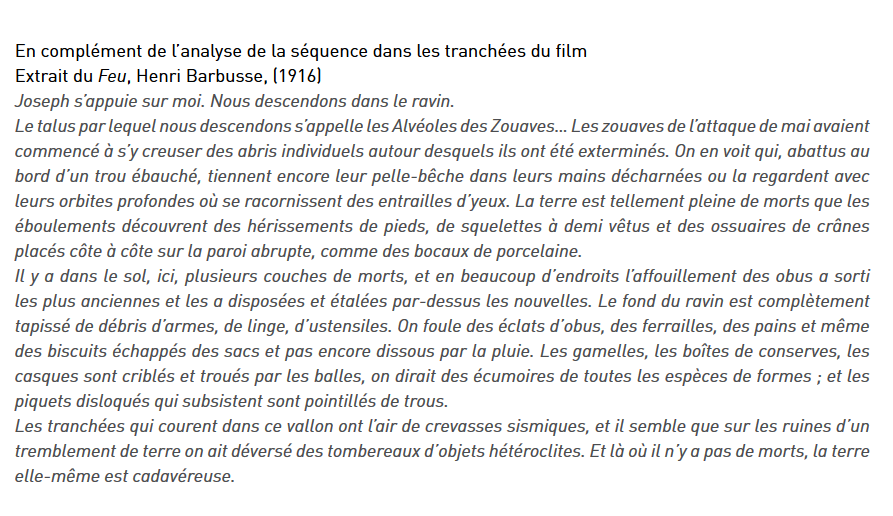 En complément de l'analyse de la séquence dans les tranchées du film
Extrait du Feu, Henri Barbusse, (1916)
Joseph s'appuie sur moi. Nous descendons dans le ravin.
Le talus par lequel nous descendons s'appelle les Alvéoles des Zouaves... Les zouaves de l'attaque de mai avaient
commencé à s'y creuser des abris individuels autour desquels ils ont été exterminés. On en voit qui, abattus au
bord d'un trou ébauché, tiennent encore leur pelle-bêche dans leurs mains décharnées ou la regardent avec
leurs orbites profondes où se racornissent des entrailles d'yeux. La terre est tellement pleine de morts que les
éboulements découvrent des hérissements de pieds, de squelettes à demi vêtus et des ossuaires de crânes
placés côte à côte sur la paroi abrupte, comme des bocaux de porcelaine.
Il y a dans le sol, ici, plusieurs couches de morts, et en beaucoup d'endroits l'affouillement des obus a sorti
les plus anciennes et les a disposées et étalées par-dessus les nouvelles. Le fond du ravin est complètement
tapissé de débris d'armes, de linge, d'ustensiles. On foule des éclats d'obus, des ferrailles, des pains et même
des biscuits échappés des sacs et pas encore dissous par la pluie. Les gamelles, les boîtes de conserves, les
casques sont criblés et troués par les balles, on dirait des écumoires de toutes les espèces de formes ; et les
piquets disloqués qui subsistent sont pointillés de trous.
Les tranchées qui courent dans ce vallon ont l'air de crevasses sismiques, et il semble que sur les ruines d'un
tremblement de terre on ait déversé des tombereaux d'objets hétéroclites. Et là où il n'y a pas de morts, la terre
elle-même est cadavéreuse.